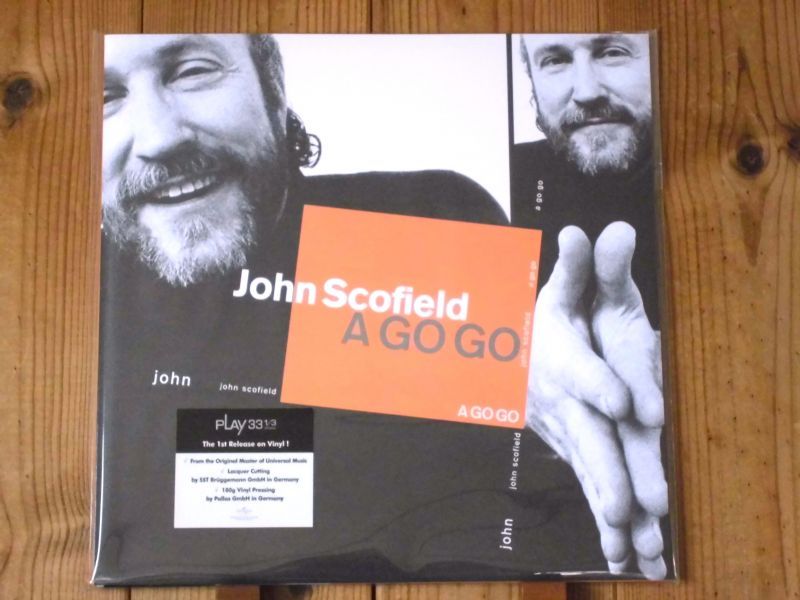 a go go
a go go
John Scofield
A GO GO
john scofield
john
john scofield
A GO GO
john scofield
john
PLAY 33 1/3
The 1st Release on Vinyl !
From the Original Master of Universal Music
Lacquer Cutting
by SST Brüggemann GmbH in Germany
180g Vinyl Pressing
by Pallas GmbH in Germany